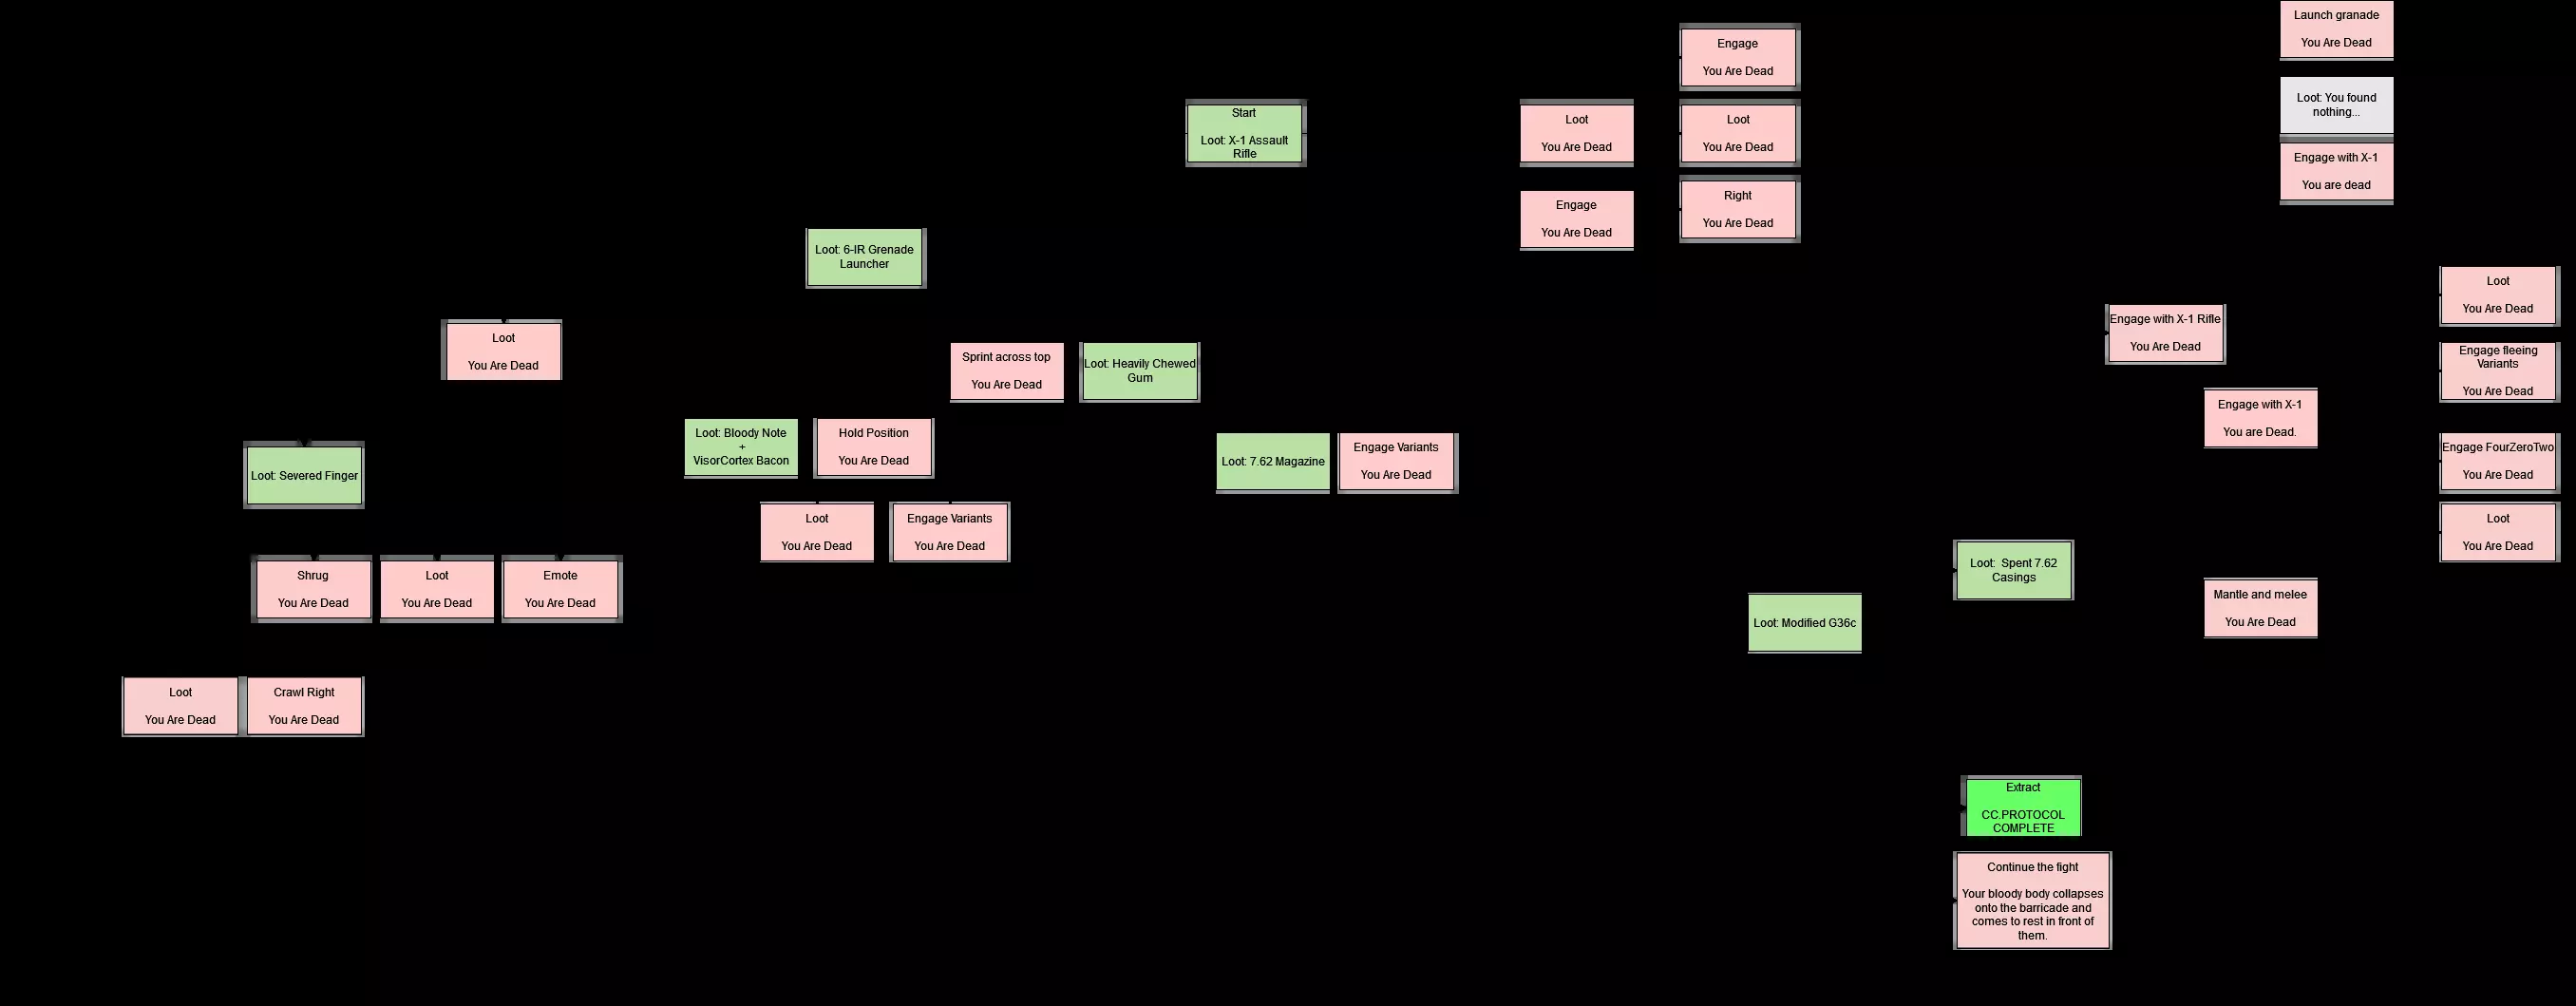 Launch granade
You Are Dead
Engage
You Are Dead
Loot: You found
nothing...
Start
Loot: X-1 Assault
Rifle
Loot
You Are Dead
Loot
You Are Dead
Engage with X-1
You are dead
Engage
You Are Dead
Right
You Are Dead
Loot: 6-IR Grenade
Launcher
Loot
You Are Dead
Engage with X-1 Rifle
You Are Dead
Loot
You Are Dead
Sprint across top
You Are Dead
Loot: Heavily Chewed
Gum
Engage fleeing
Variants
You Are Dead
Engage with X-1
You are Dead.
Loot: Bloody Note
+
VisorCortex Bacon
Hold Position
You Are Dead
Loot: 7.62 Magazine
Engage Variants
You Are Dead
Engage FourZeroTwo
You Are Dead
Loot: Severed Finger
Loot
You Are Dead
Engage Variants
You Are Dead
Loot
You Are Dead
Shrug
You Are Dead
Loot
You Are Dead
Emote
You Are Dead
Loot: Spent 7.62
Casings
Loot: Modified G36c
Mantle and melee
You Are Dead
Loot
You Are Dead
Crawl Right
You Are Dead
Extract
CC.PROTOCOL
COMPLETE
Continue the fight
Your bloody body collapses
onto the barricade and
comes to rest in front of
them.